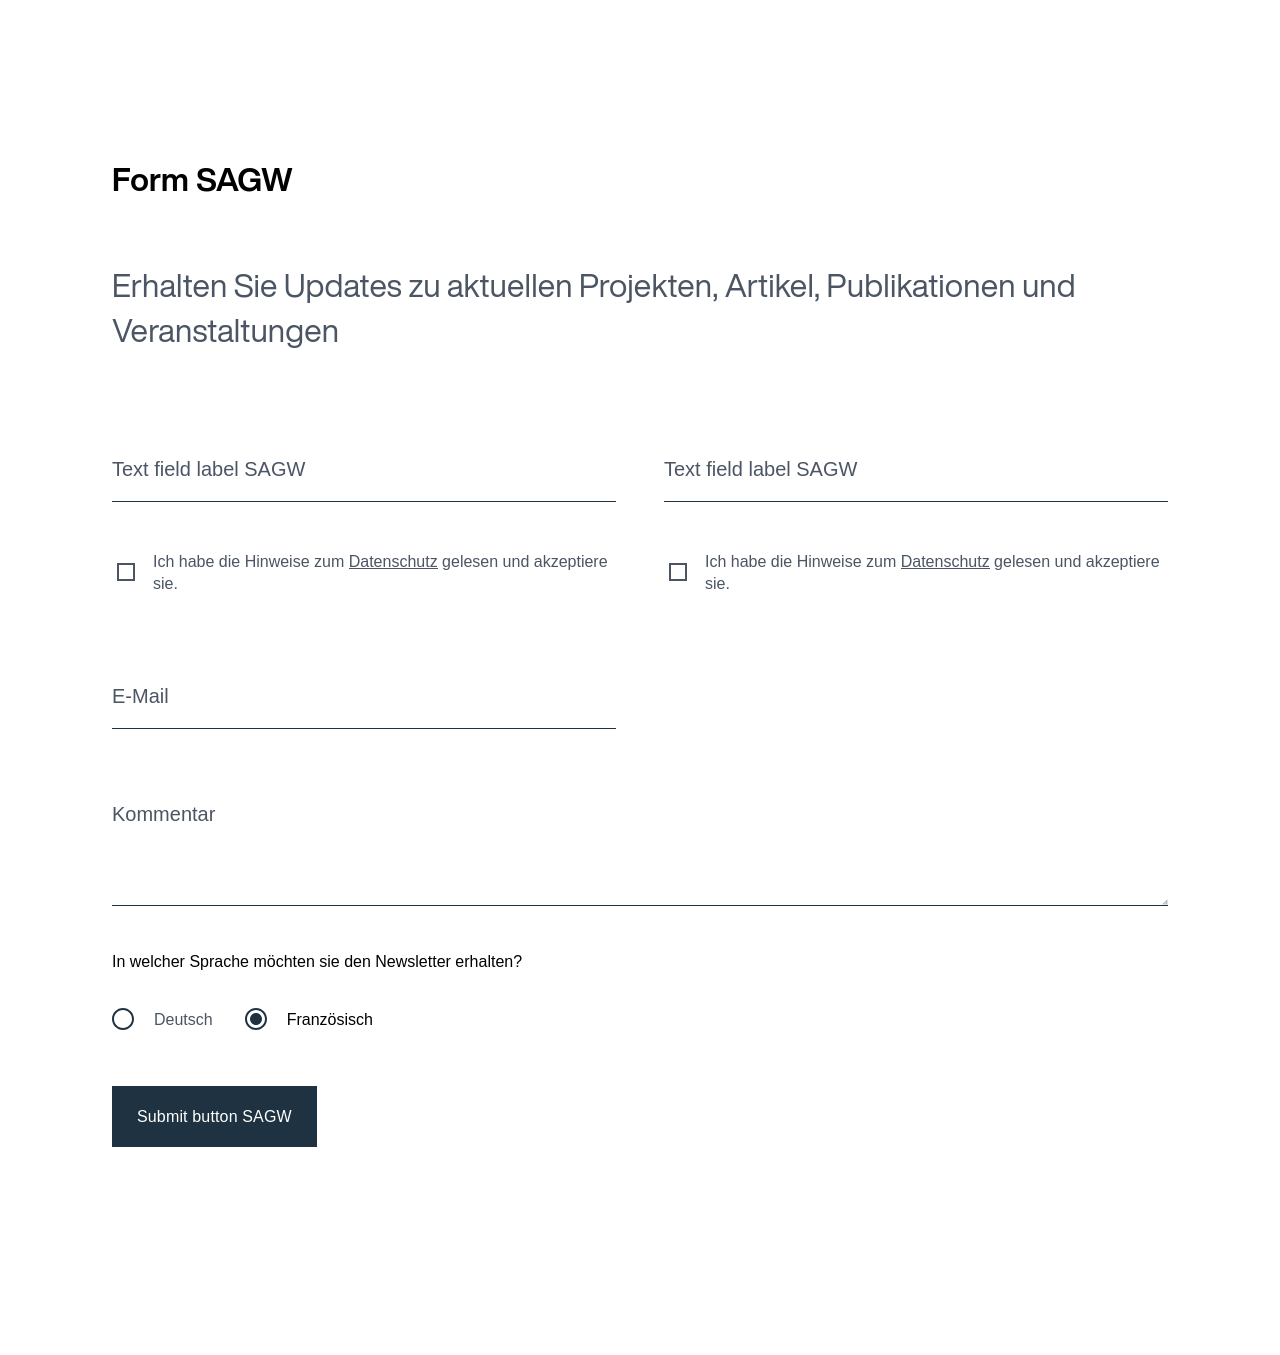 Form SAGW
Erhalten Sie Updates zu aktuellen Projekten, Artikel, Publikationen und
Veranstaltungen
Text field label SAGW
Text field label SAGW
Ich habe die Hinweise zum Datenschutz gelesen und akzeptiere
sie.
Ich habe die Hinweise zum Datenschutz gelesen und akzeptiere
sie.
E-Mail
Kommentar
In welcher Sprache möchten sie den Newsletter erhalten?
Deutsch
Französisch
Submit button SAGW